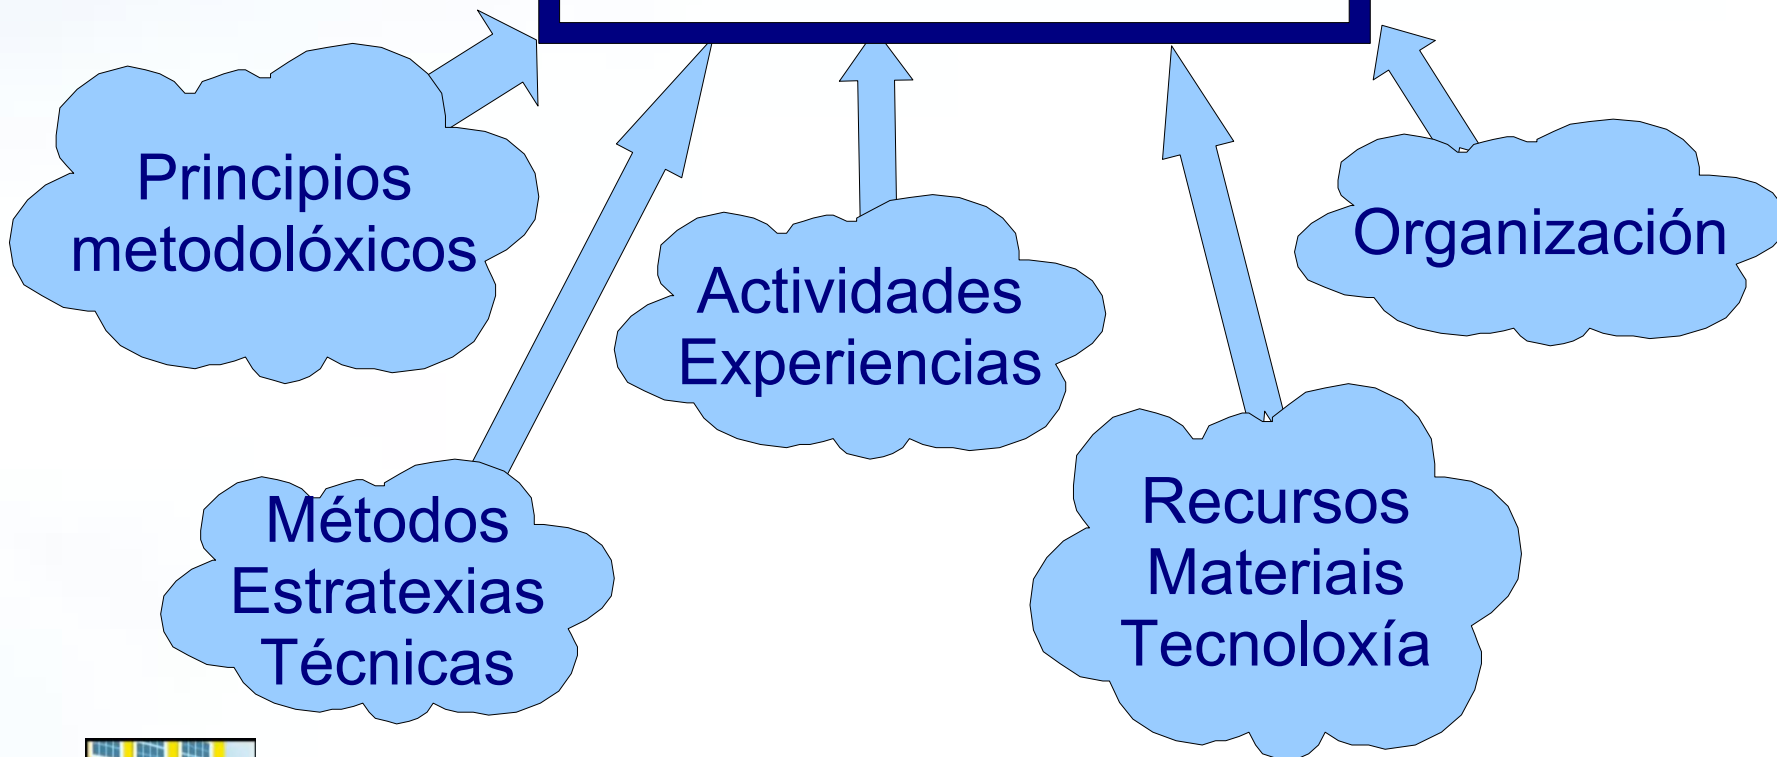 Principios
metodolóxicos
Métodos
Estratexias
Técnicas
Actividades
Experiencias
Recursos
Materiais
Tecnoloxía
Organización